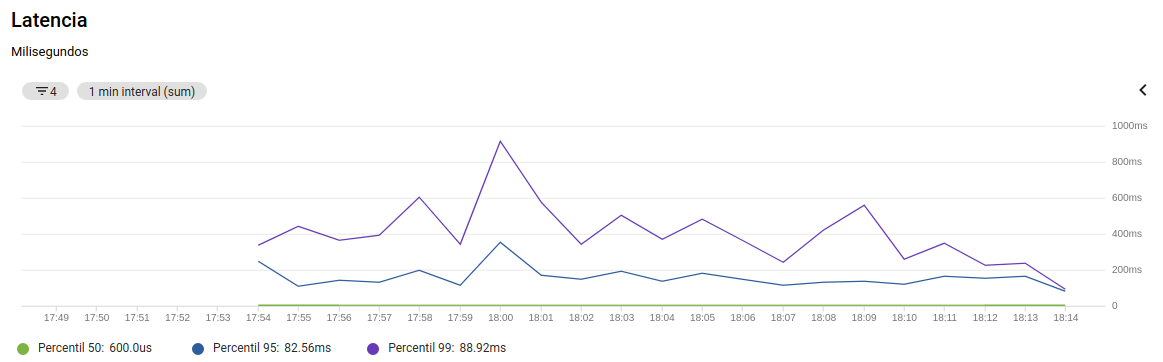 Latencia
Milisegundos
4 1 min interval (sum)
1000ms
800ms
600ms
400ms
200ms
0
17:49 17:50 17:51 17:52 17:53 17:54 17:55 17:56 17:57 17:58 17:59 18:00 18:01 18:02 18:03 18:04 18:05 18:06 18:07 18:08 18:09 18:10 18:11 18:12 18:13 18:14
Percentil 50: 600.0us Percentil 95: 82.56ms Percentil 99: 88.92ms